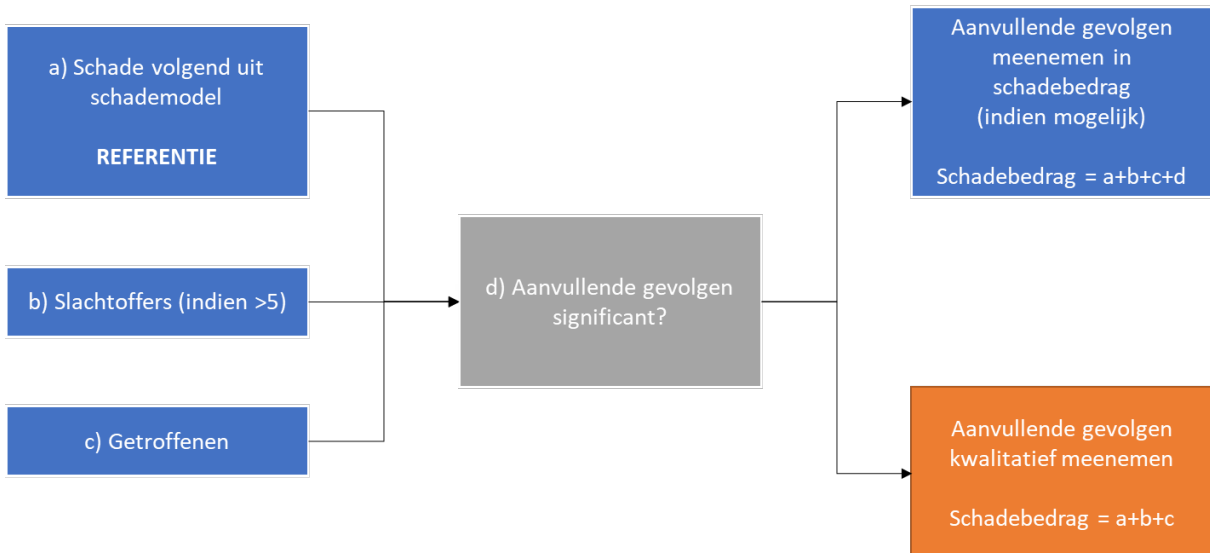 a) Schade volgend uit
schademodel
REFERENTIE
b) Slachtoffers (indien >5)
c) Getroffenen
d) Aanvullende gevolgen
significant?
Aanvullende gevolgen
meenemen in
schadebedrag
(indien mogelijk)
Schadebedrag = a+b+c+d
Aanvullende gevolgen
kwalitatief meenemen
Schadebedrag = a+b+c